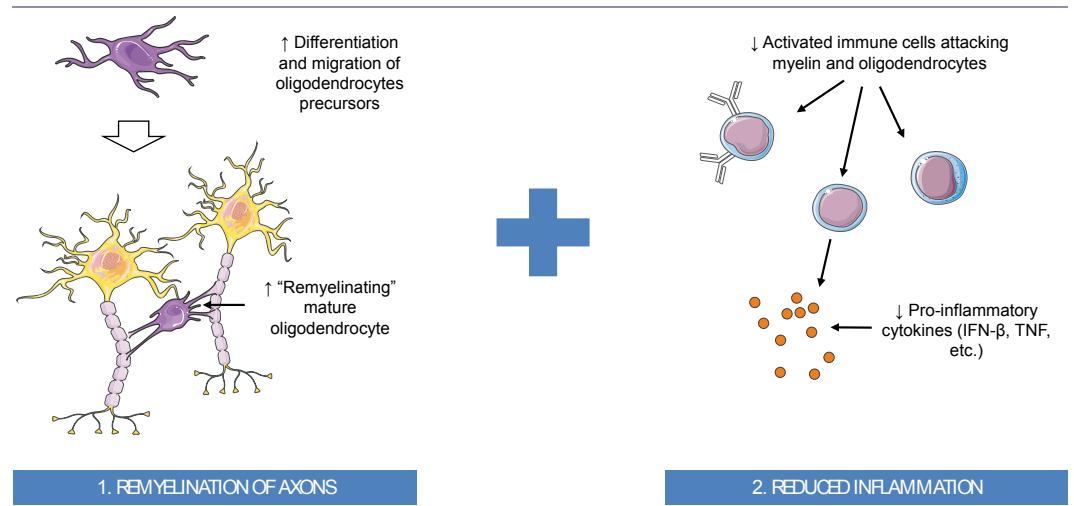 ↑ Differentiation
and migration of
oligodendrocytes
precursors
↑ “Remyelinating”
mature
oligodendrocyte
1. REMYELINATION OF AXONS
↓ Activated immune cells attacking
myelin and oligodendrocytes
↓ Pro-inflammatory
cytokines (IFN-β, TNF,
etc.)
2. REDUCED INFLAMMATION